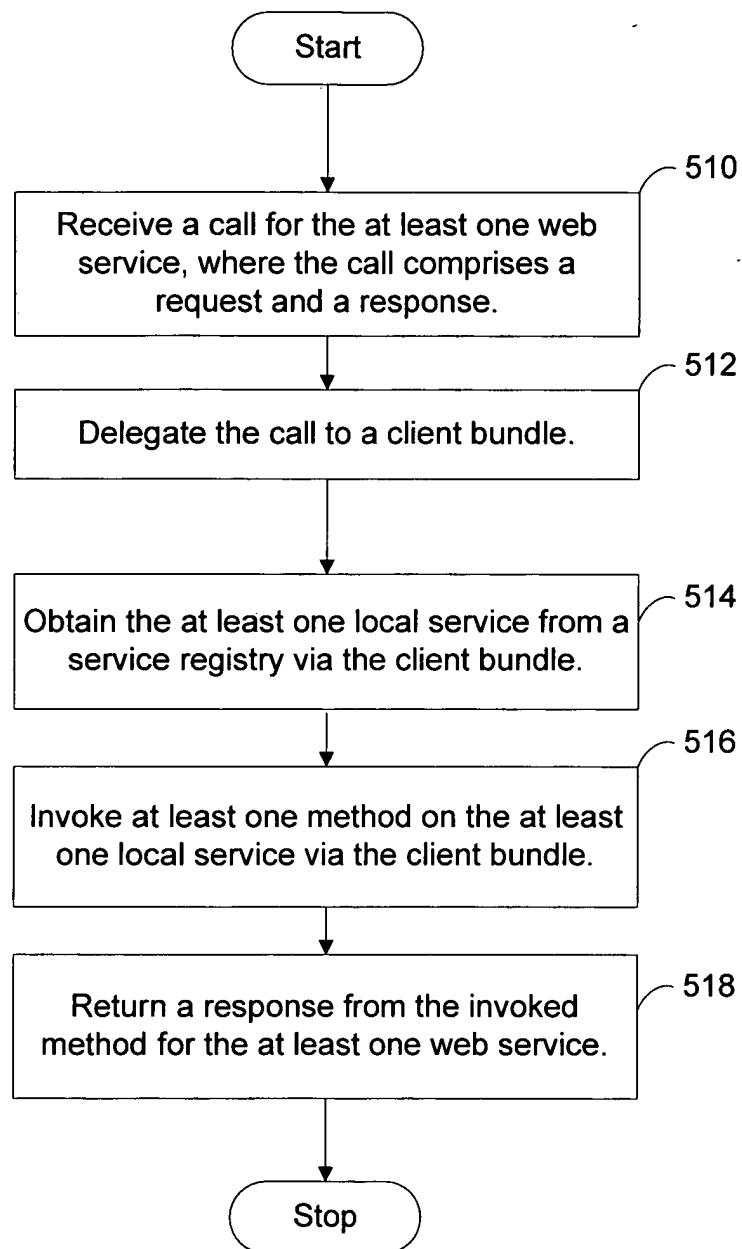 Start
510
Receive a call for the at least one web
service, where the call comprises a
request and a response.
512
Delegate the call to a client bundle.
514
Obtain the at least one local service from a
service registry via the client bundle.
516
Invoke at least one method on the at least
one local service via the client bundle.
518
Return a response from the invoked
method for the at least one web service.
Stop